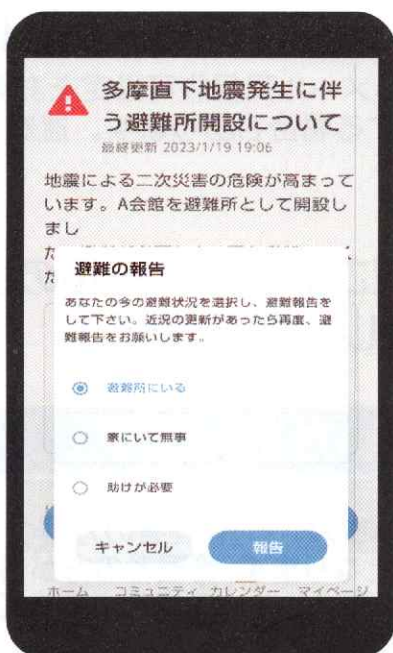 多摩直下地震発生に伴
う避難所開設について
最終更新 2023/1/19 19:06
地震による二次災害の危険が高まって
います。A会館を避難所として開設し
まし
た
避難の報告
あなたの今の避難状況を選択し、避難報告を
して下さい。近況の更新があったら再度、避
難報告をお願いします。
避難所にいる
家にいて無事
助けが必要
キャンセル
報告
ホーム コミュニティ カレンダー マイページ